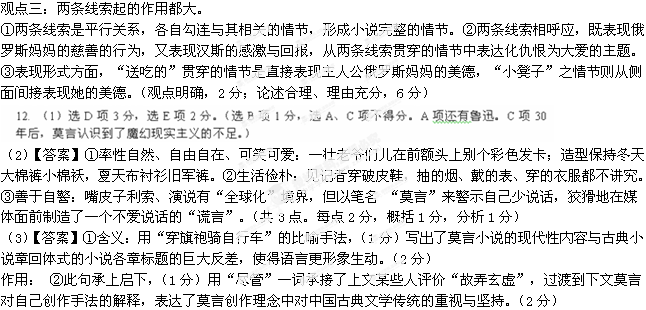 观点三：两条线索起的作用都大。
①两条线索是平行关系，各自勾连与其相关的情节，形成小说完整的情节。②两条线索相呼应，既表现俄
罗斯妈妈的慈善的行为，又表现汉斯的感激与回报，从两条线索贯穿的情节中表达化仇恨为大爱的主题。
③表现形式方面，“送吃的”贯穿的情节是直接表现主人公俄罗斯妈妈的美德，“小凳子”之情节则从侧
面间接表现她的美德。（观点明确，2分；论述合理、理由充分，6分）
12.（1）选D项3分，选E项2分。（选B项1分，选A、C项不得分。A项还有鲁迅。C项30
年后，莫言认识到了魔幻现实主义的不足。）
（2）【答案】①率性自然、自由自在、可笑可爱：一壮老爷们儿在前额头上别个彩色发卡；造型保持冬天
大棉裤小棉袄，夏天布衬衫旧军裤。②生活俭朴：见记者穿破皮鞋，抽的烟、戴的表、穿的衣服都不讲究。
③善于自警：嘴皮子利索、演说有“全球化”境界，但以笔名 “莫言”来警示自己少说话，狡猾地在媒
体面前制造了一个不爱说话的“谎言”。（共3点。每点2分，概括1分，分析1分）
（3）【答案】①含义：用“穿旗袍骑自行车”的比喻手法，（1分）写出了莫言小说的现代性内容与古典小
说章回体式的小说各章标题的巨大反差，使得语言更形象生动。（2分）
作用： ②此句承上启下，（1分）用“尽管”一词承接了上文某些人评价“故弄玄虚”，过渡到下文莫言
对自己创作手法的解释，表达了莫言创作理念中对中国古典文学传统的重视与坚持。（2分）